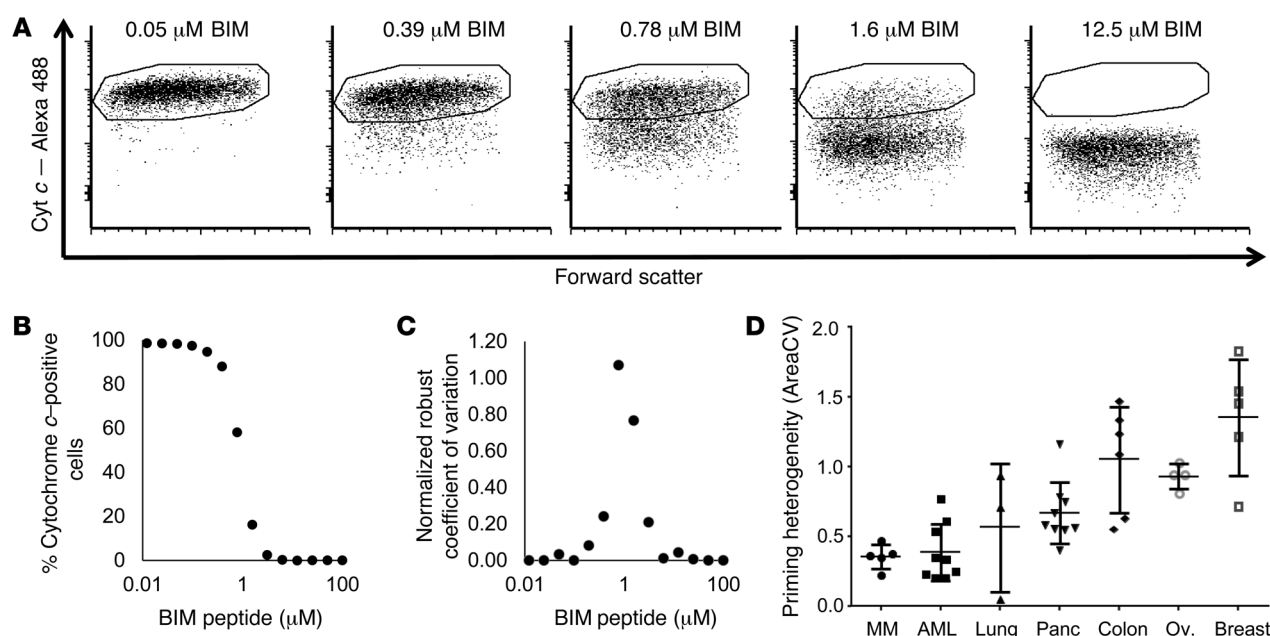 A
0.05 μM BIM
0.39 μM BIM
0.78 μM BIM
1.6 μM BIM
12.5 μM BIM
Cyt c – Alexa 488
Forward scatter
B
% Cytochrome c–positive
cells
100
80
60
40
20
0
0.01
1
100
BIM peptide (μM)
C
Normalized robust
coefficient of variation
1.20
1.00
0.80
0.60
0.40
0.20
0.00
0.01
1
100
BIM peptide (μM)
D
Priming heterogeneity (AreaCV)
2.0
1.5
1.0
0.5
0.0
MM
AML
Lung
Panc
Colon
Ov.
Breast